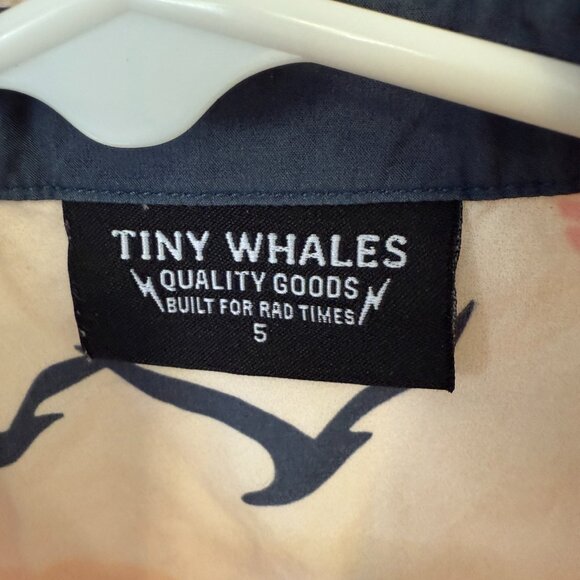 TINY WHALES
QUALITY GOODS
BUILT FOR RAD TIMES
5